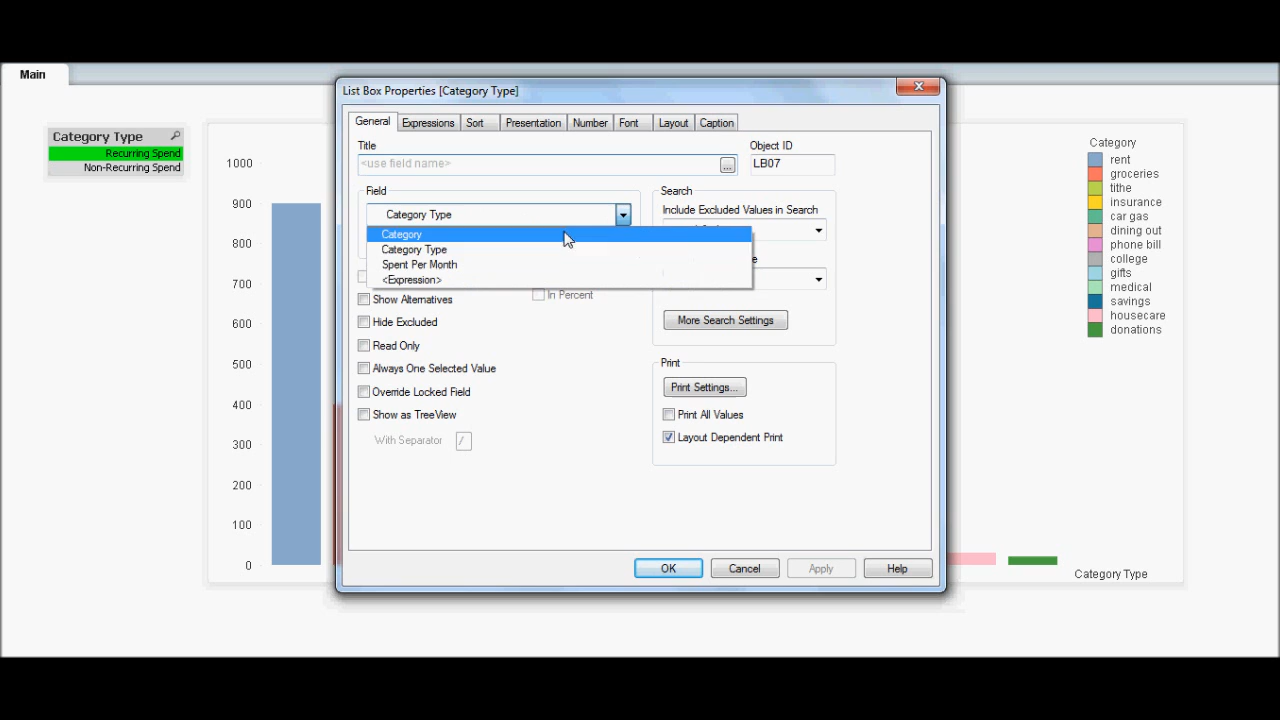 Main
List Box Properties [Category Type]
General Expressions Sort Presentation Number Font Layout Caption
Title
<use field name>
...
Object ID
LB07
Field
Category Type
Category
Category Type
Spent Per Month
<Expression>
In Percent
Show Alternatives
Hide Excluded
Read Only
Always One Selected Value
Override Locked Field
Show as TreeView
With Separator /
Search
Include Excluded Values in Search
More Search Settings
Print
Print Settings...
Print All Values
Layout Dependent Print
OK Cancel Apply Help
Category Type
Recurring Spend
Non-Recurring Spend
1000
900
800
700
600
500
400
300
200
100
0
Category
rent
groceries
tithe
insurance
car gas
dining out
phone bill
college
gifts
medical
savings
housecare
donations
Category Type